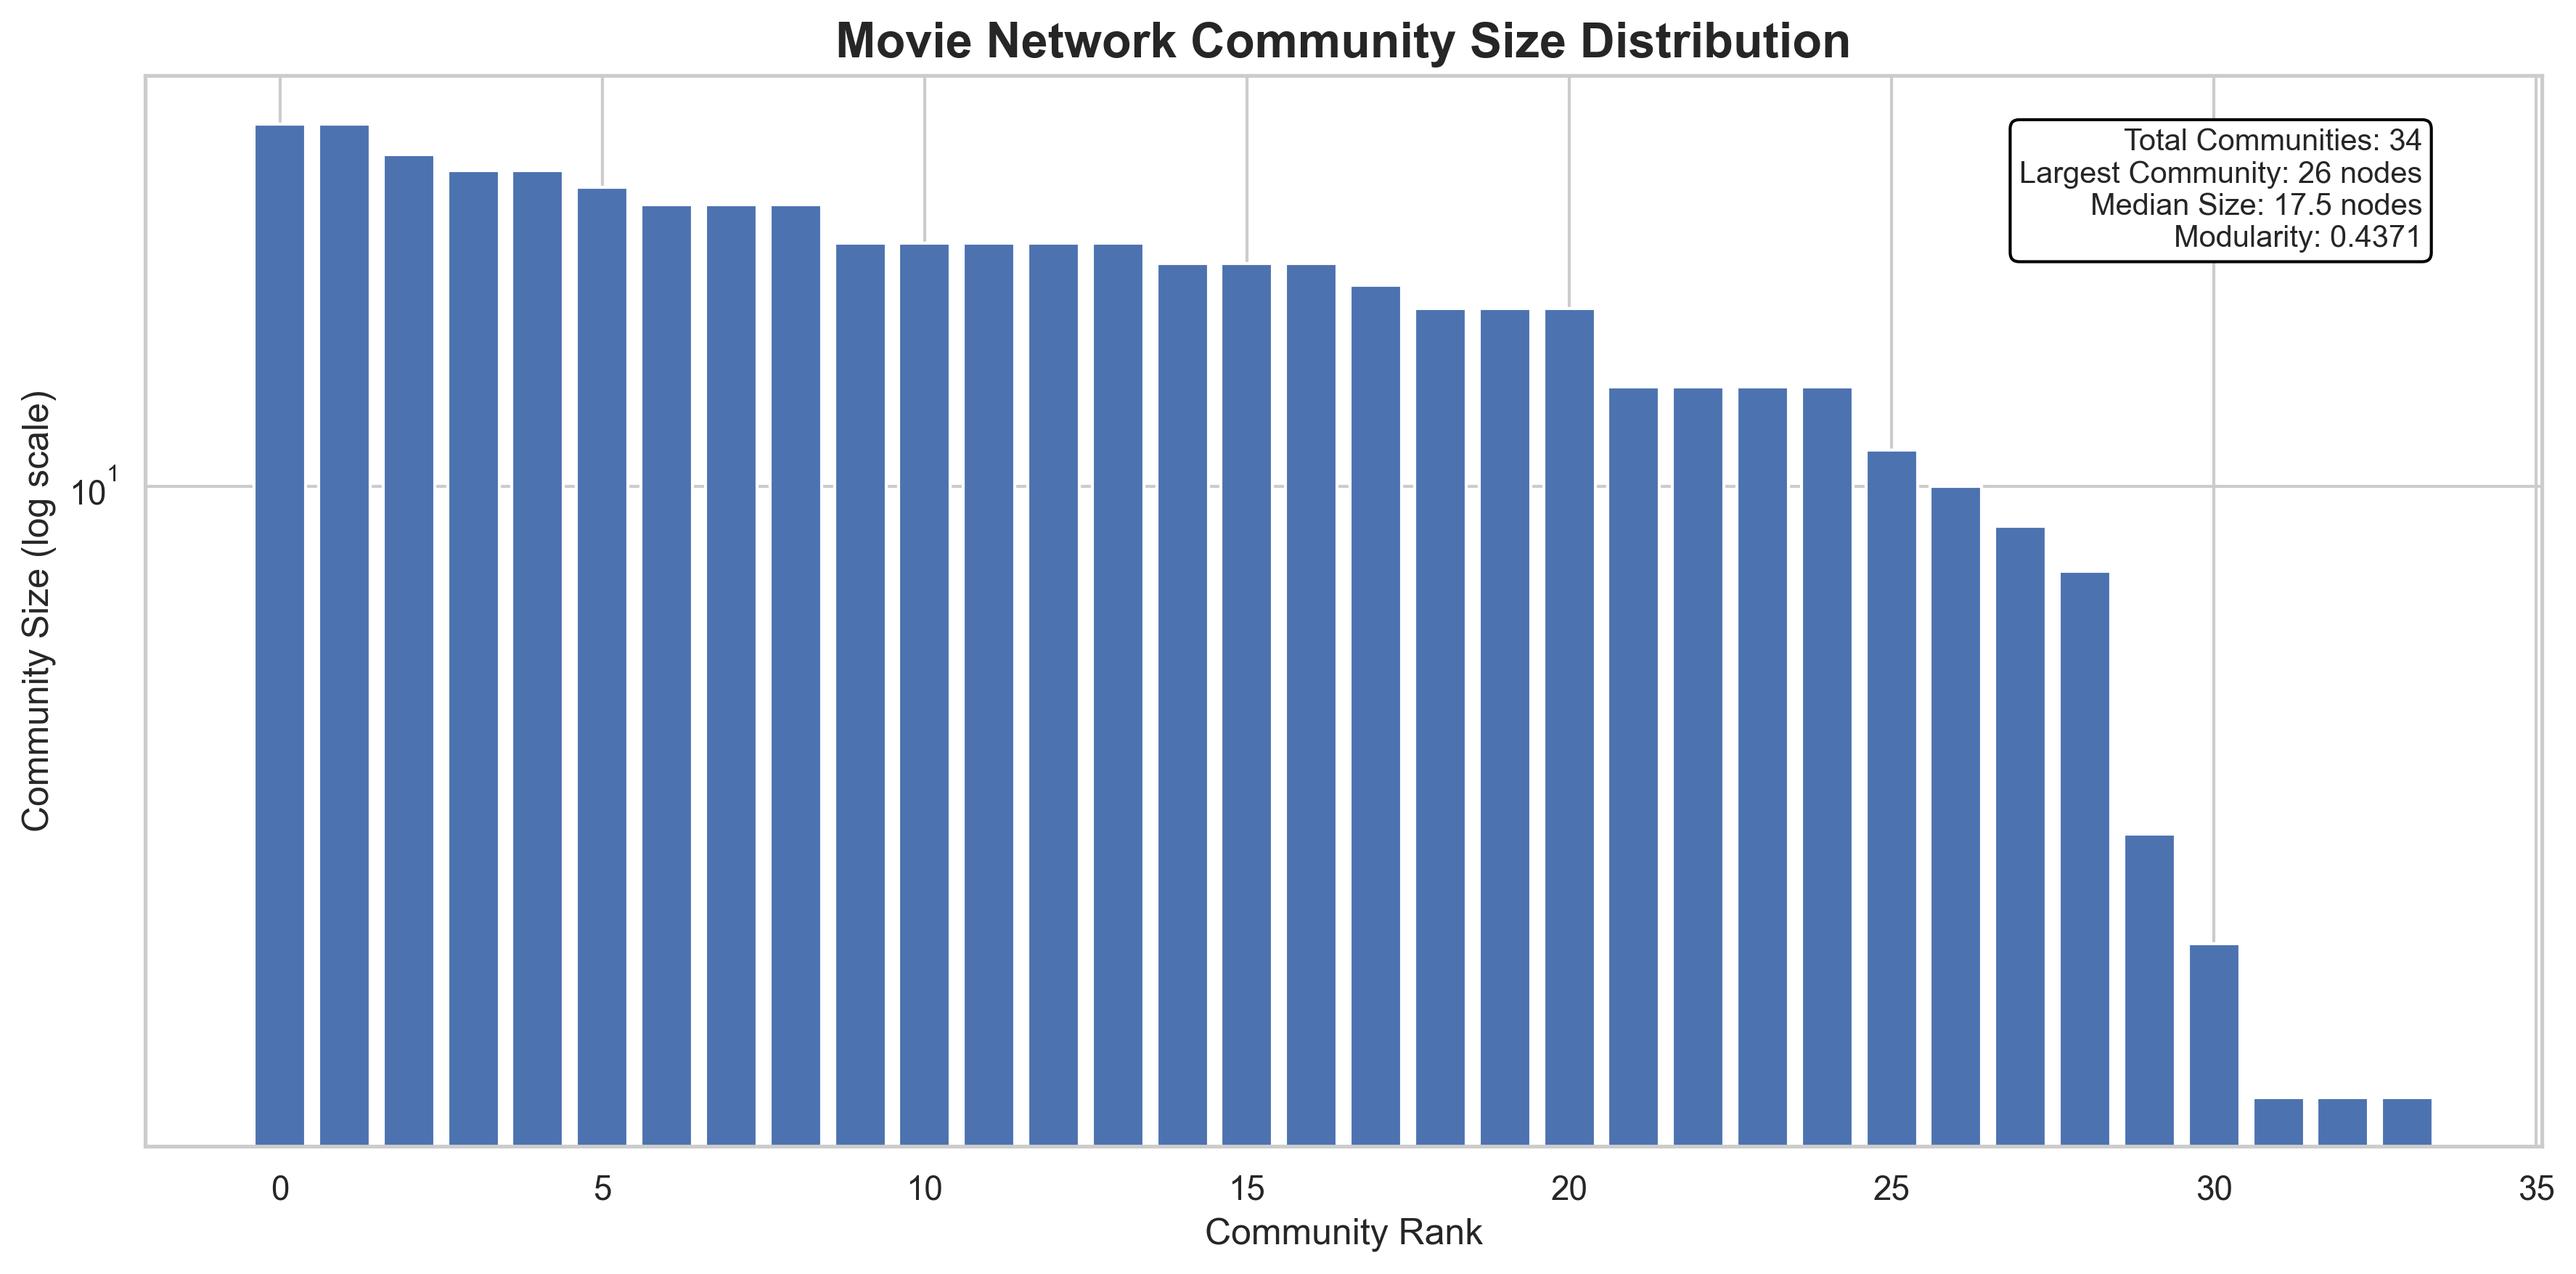 Movie Network Community Size Distribution
Total Communities: 34
Largest Community: 26 nodes
Median Size: 17.5 nodes
Modularity: 0.4371
Community Size (log scale)
10¹
0 5 10 15 20 25 30 35
Community Rank